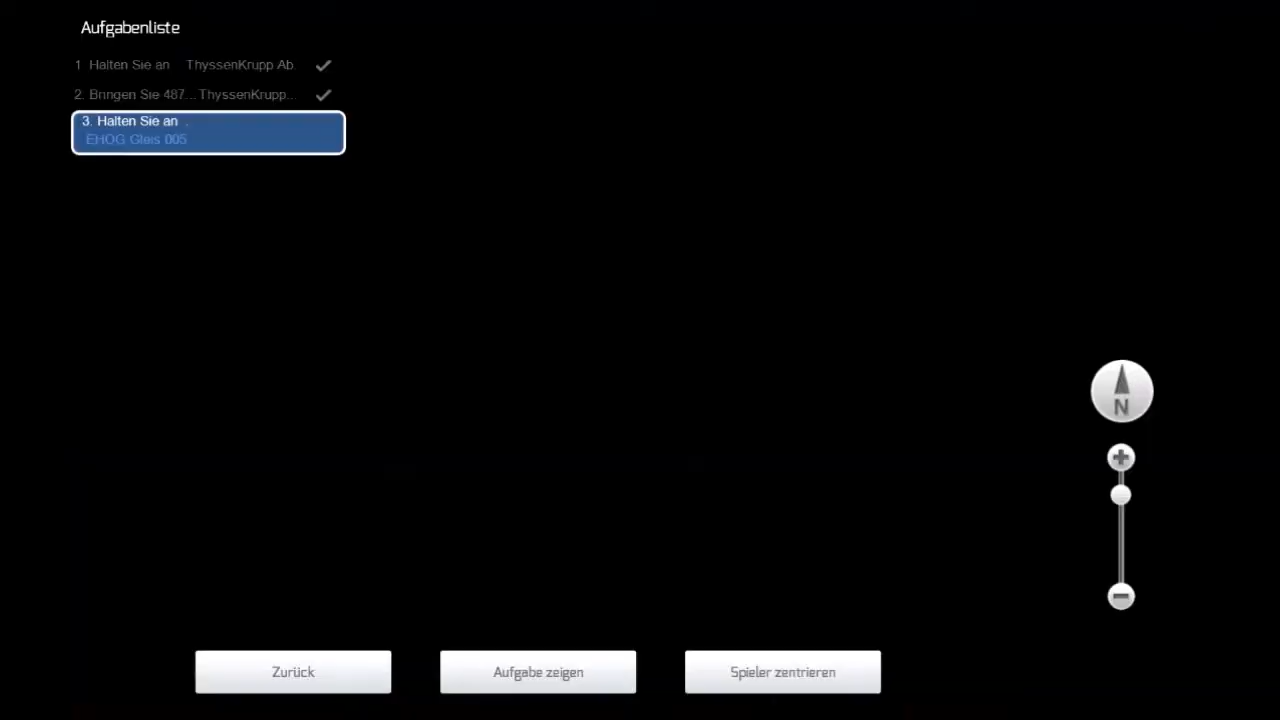 Aufgabenliste
1 Halten Sie an ThyssenKrupp Ab.
2. Bringen Sie 487... ThyssenKrupp...
3. Halten Sie an .
EHOG Gleis 005
N
Zurück
Aufgabe zeigen
Spieler zentrieren